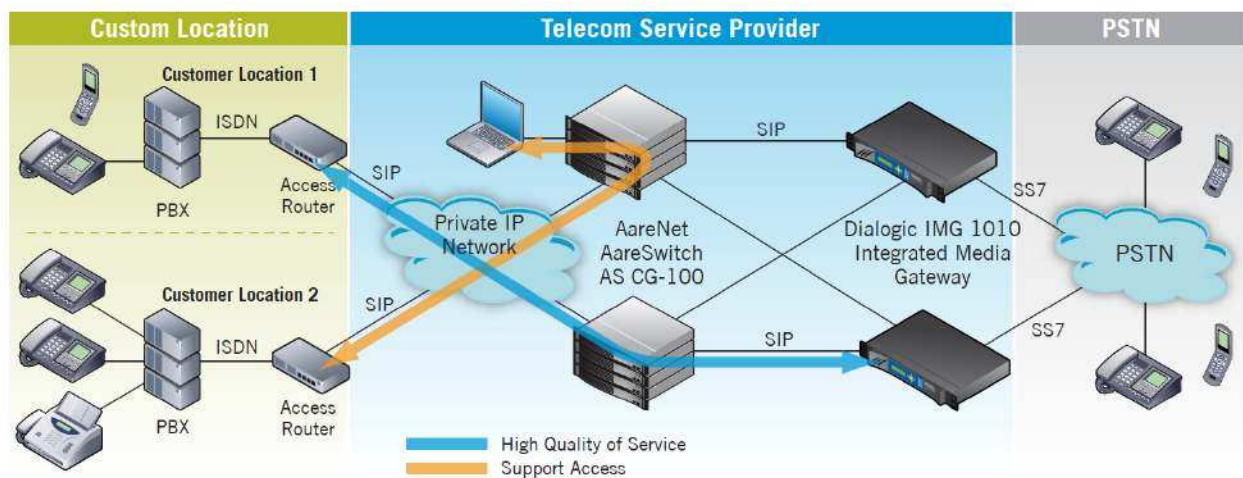 Custom Location
Telecom Service Provider
PSTN
Customer Location 1
ISDN
PBX
Access
Router
SIP
Private IP
Network
SIP
AareNet
AareSwitch
AS CG-100
Dialogic IMG 1010
Integrated Media
Gateway
SS7
PSTN
Customer Location 2
ISDN
PBX
Access
Router
SIP
SIP
SS7
High Quality of Service
Support Access